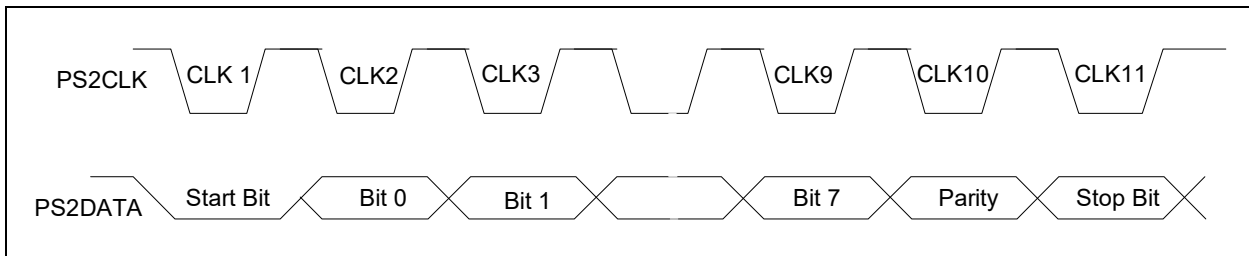 PS2CLK CLK 1 CLK2 CLK3 CLK9 CLK10 CLK11
PS2DATA Start Bit Bit 0 Bit 1 Bit 7 Parity Stop Bit